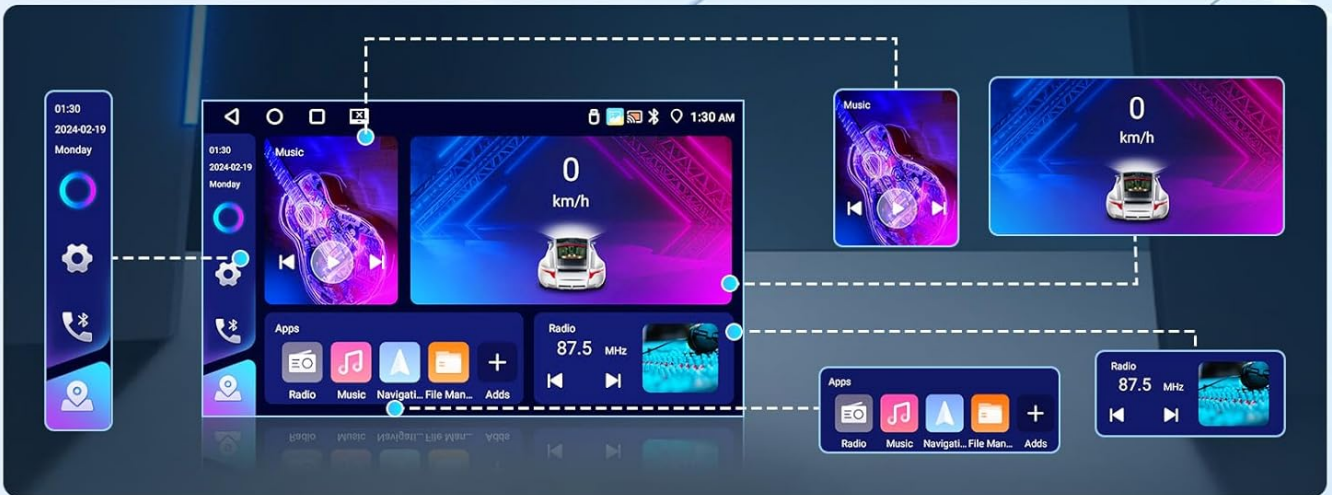 01:30
2024-02-19
Monday
1:30 AM
01:30
2024-02-19
Monday
Music
0
km/h
Apps
Radio
Music
Navigati...
File Man...
Adds
Radio
87.5 MHz
Music
0
km/h
Apps
Radio
Music
Navigati...
File Man...
Adds
Radio
87.5 MHz